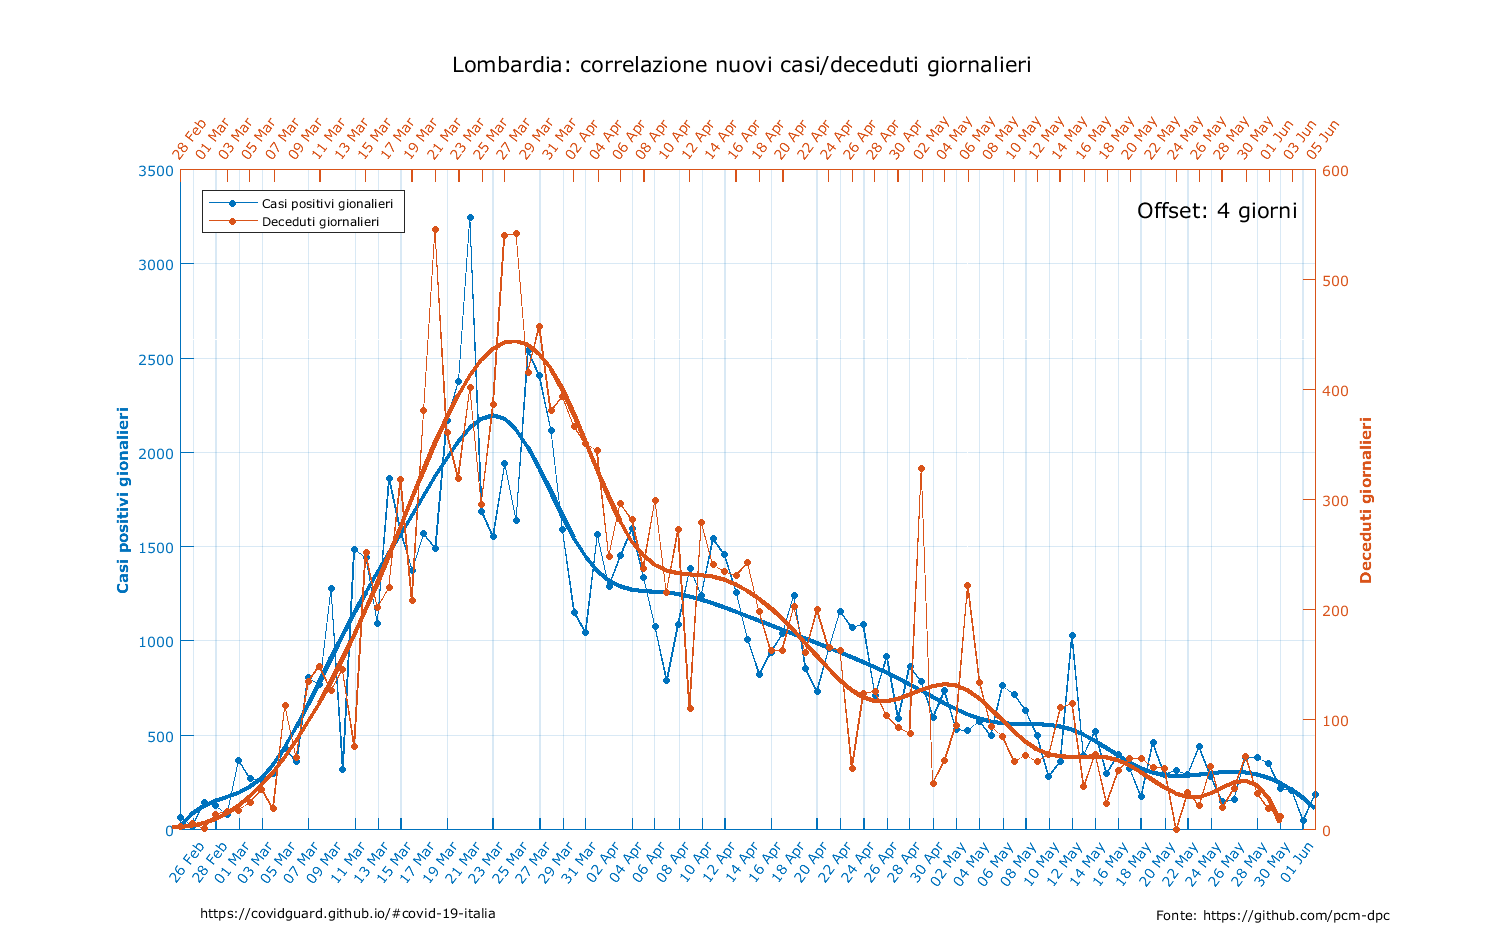 Lombardia: correlazione nuovi casi/deceduti giornalieri
28 Feb
01 Mar
03 Mar
05 Mar
07 Mar
09 Mar
11 Mar
13 Mar
15 Mar
17 Mar
19 Mar
21 Mar
23 Mar
25 Mar
27 Mar
29 Mar
31 Mar
02 Apr
04 Apr
06 Apr
08 Apr
10 Apr
12 Apr
14 Apr
16 Apr
18 Apr
20 Apr
22 Apr
24 Apr
26 Apr
28 Apr
30 Apr
02 May
04 May
06 May
08 May
10 May
12 May
14 May
16 May
18 May
20 May
22 May
24 May
26 May
28 May
30 May
01 Jun
03 Jun
05 Jun
Casi positivi gionalieri
Deceduti giornalieri
Offset: 4 giorni
3500
3000
2500
2000
1500
1000
500
0
Casi positivi gionalieri
600
500
400
300
200
100
0
Deceduti giornalieri
26 Feb
28 Feb
01 Mar
03 Mar
05 Mar
07 Mar
09 Mar
11 Mar
13 Mar
15 Mar
17 Mar
19 Mar
21 Mar
23 Mar
25 Mar
27 Mar
29 Mar
31 Mar
02 Apr
04 Apr
06 Apr
08 Apr
10 Apr
12 Apr
14 Apr
16 Apr
18 Apr
20 Apr
22 Apr
24 Apr
26 Apr
28 Apr
30 Apr
02 May
04 May
06 May
08 May
10 May
12 May
14 May
16 May
18 May
20 May
22 May
24 May
26 May
28 May
30 May
01 Jun
https://covidguard.github.io/#covid-19-italia
Fonte: https://github.com/pcm-dpc